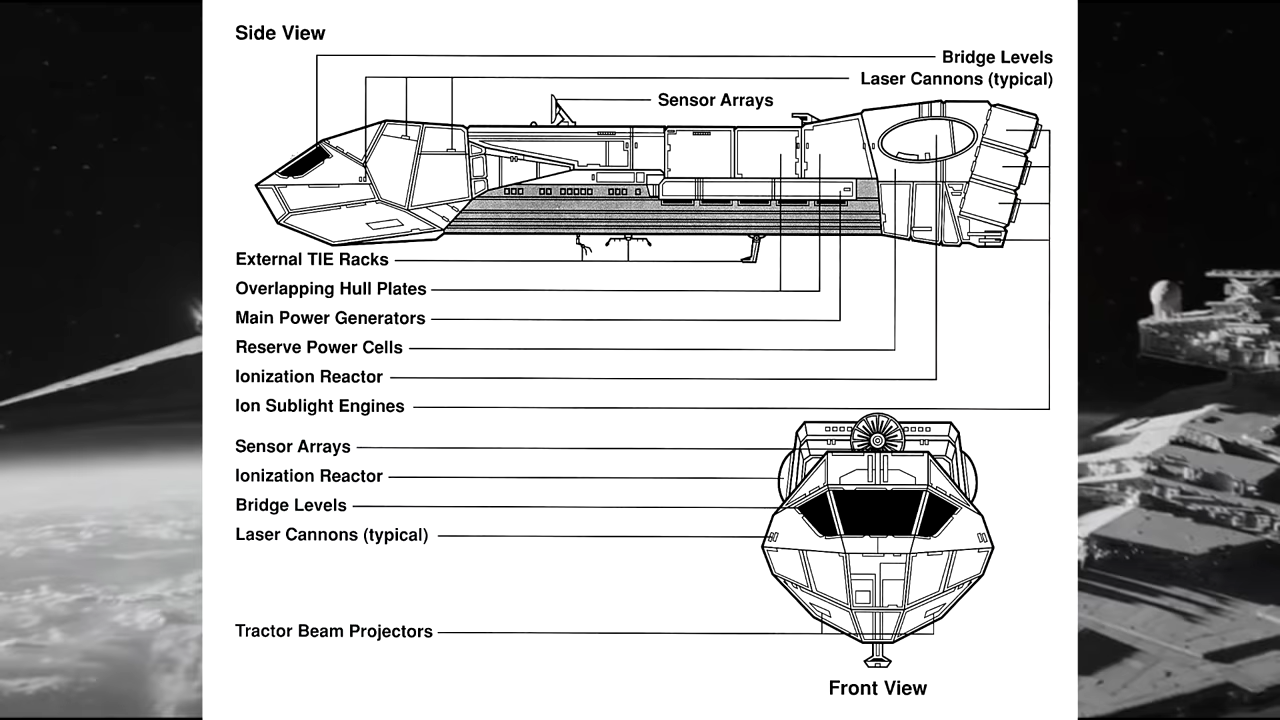 Side View
Bridge Levels
Laser Cannons (typical)
Sensor Arrays
External TIE Racks
Overlapping Hull Plates
Main Power Generators
Reserve Power Cells
Ionization Reactor
Ion Sublight Engines
Sensor Arrays
Ionization Reactor
Bridge Levels
Laser Cannons (typical)
Tractor Beam Projectors
Front View